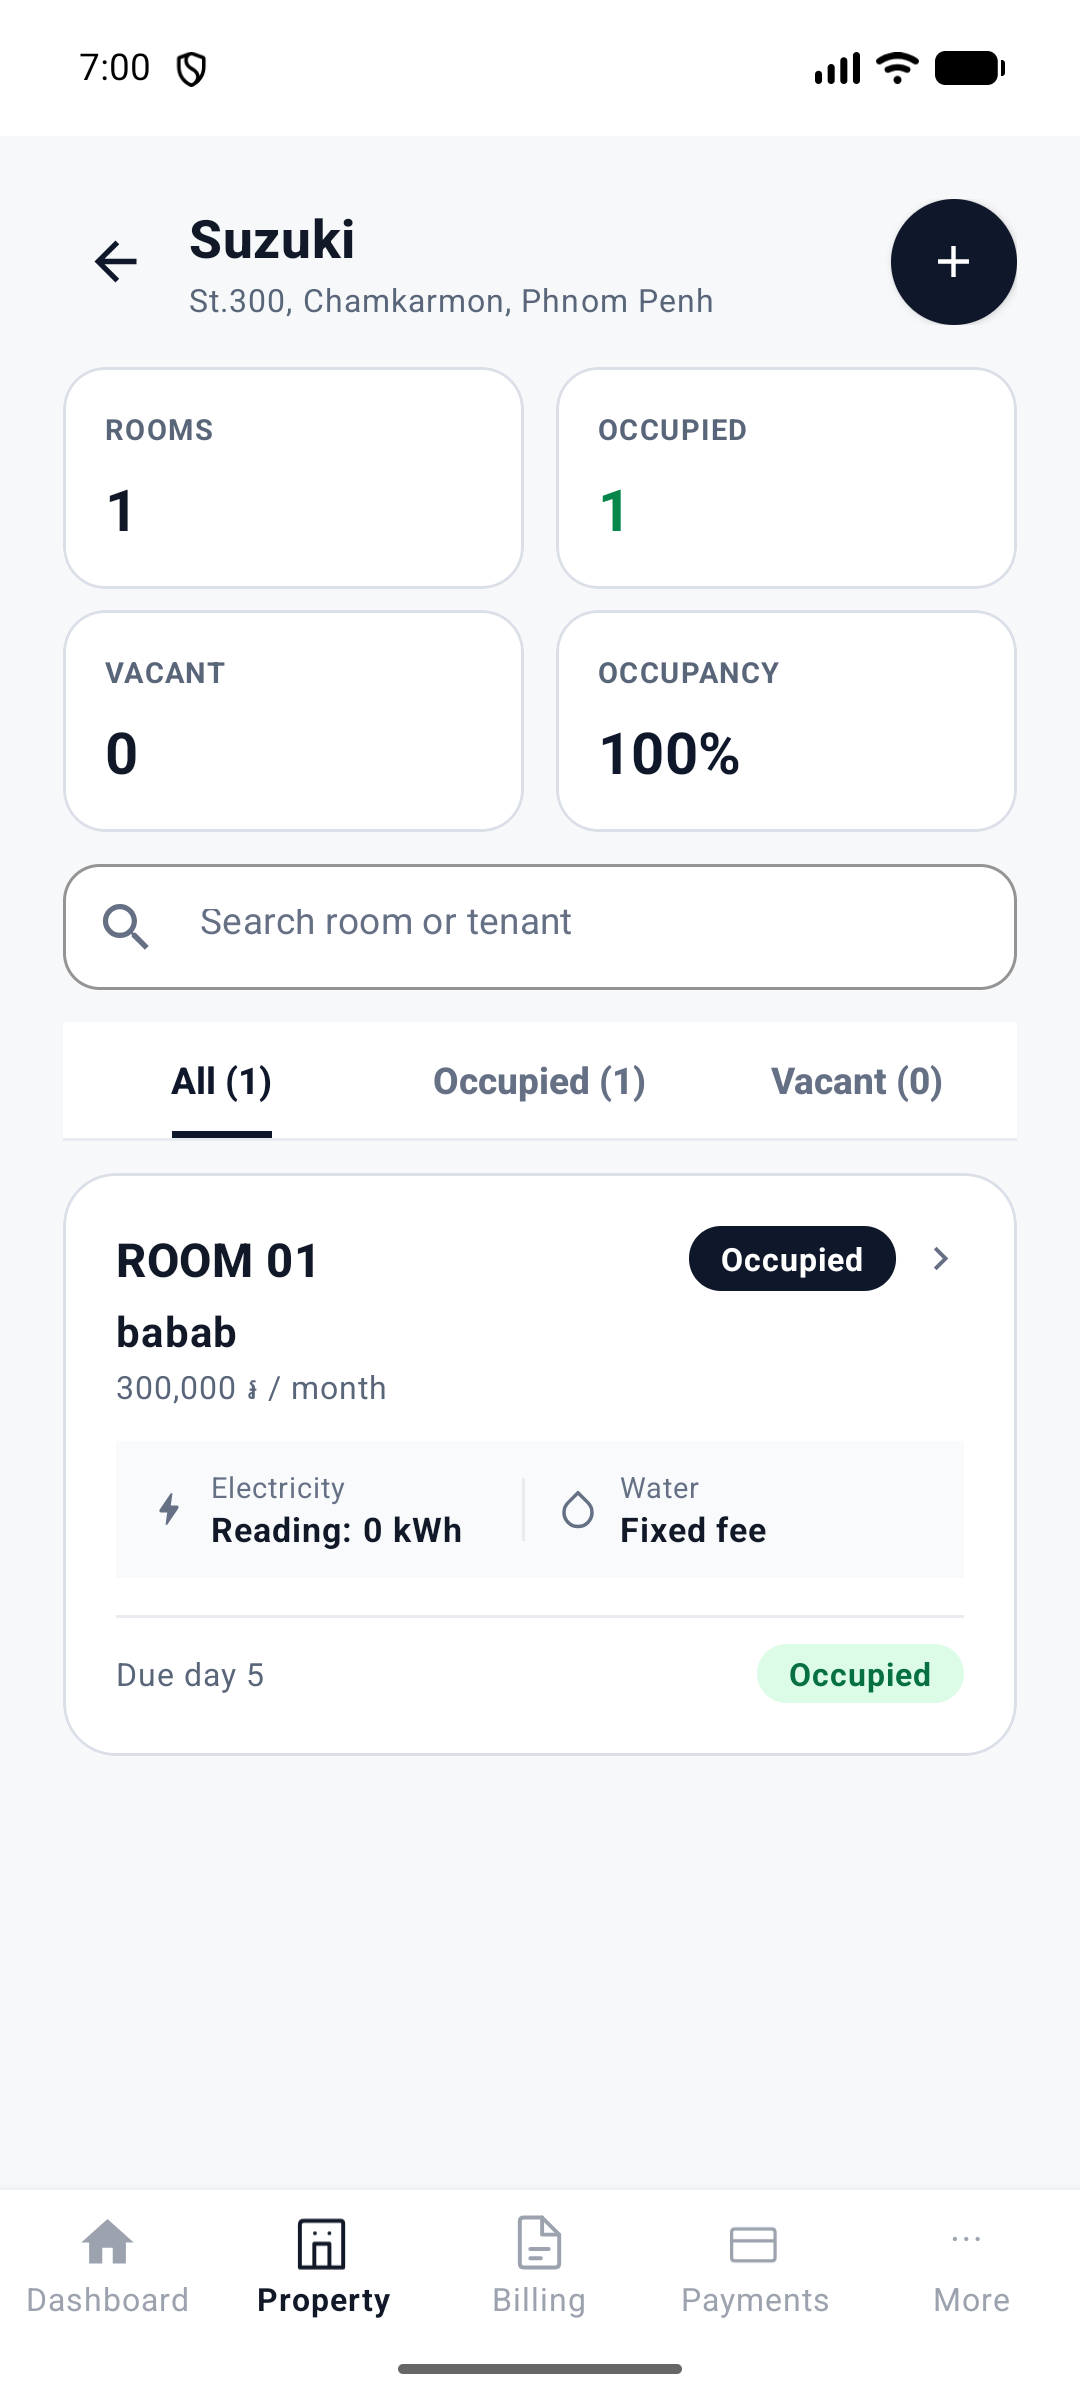 7:00
Suzuki
St.300, Chamkarmon, Phnom Penh
ROOMS
1
OCCUPIED
1
VACANT
0
OCCUPANCY
100%
Search room or tenant
All (1)
Occupied (1)
Vacant (0)
ROOM 01
Occupied
babab
300,000 ៛ / month
Electricity
Reading: 0 kWh
Water
Fixed fee
Due day 5
Occupied
Dashboard
Property
Billing
Payments
More